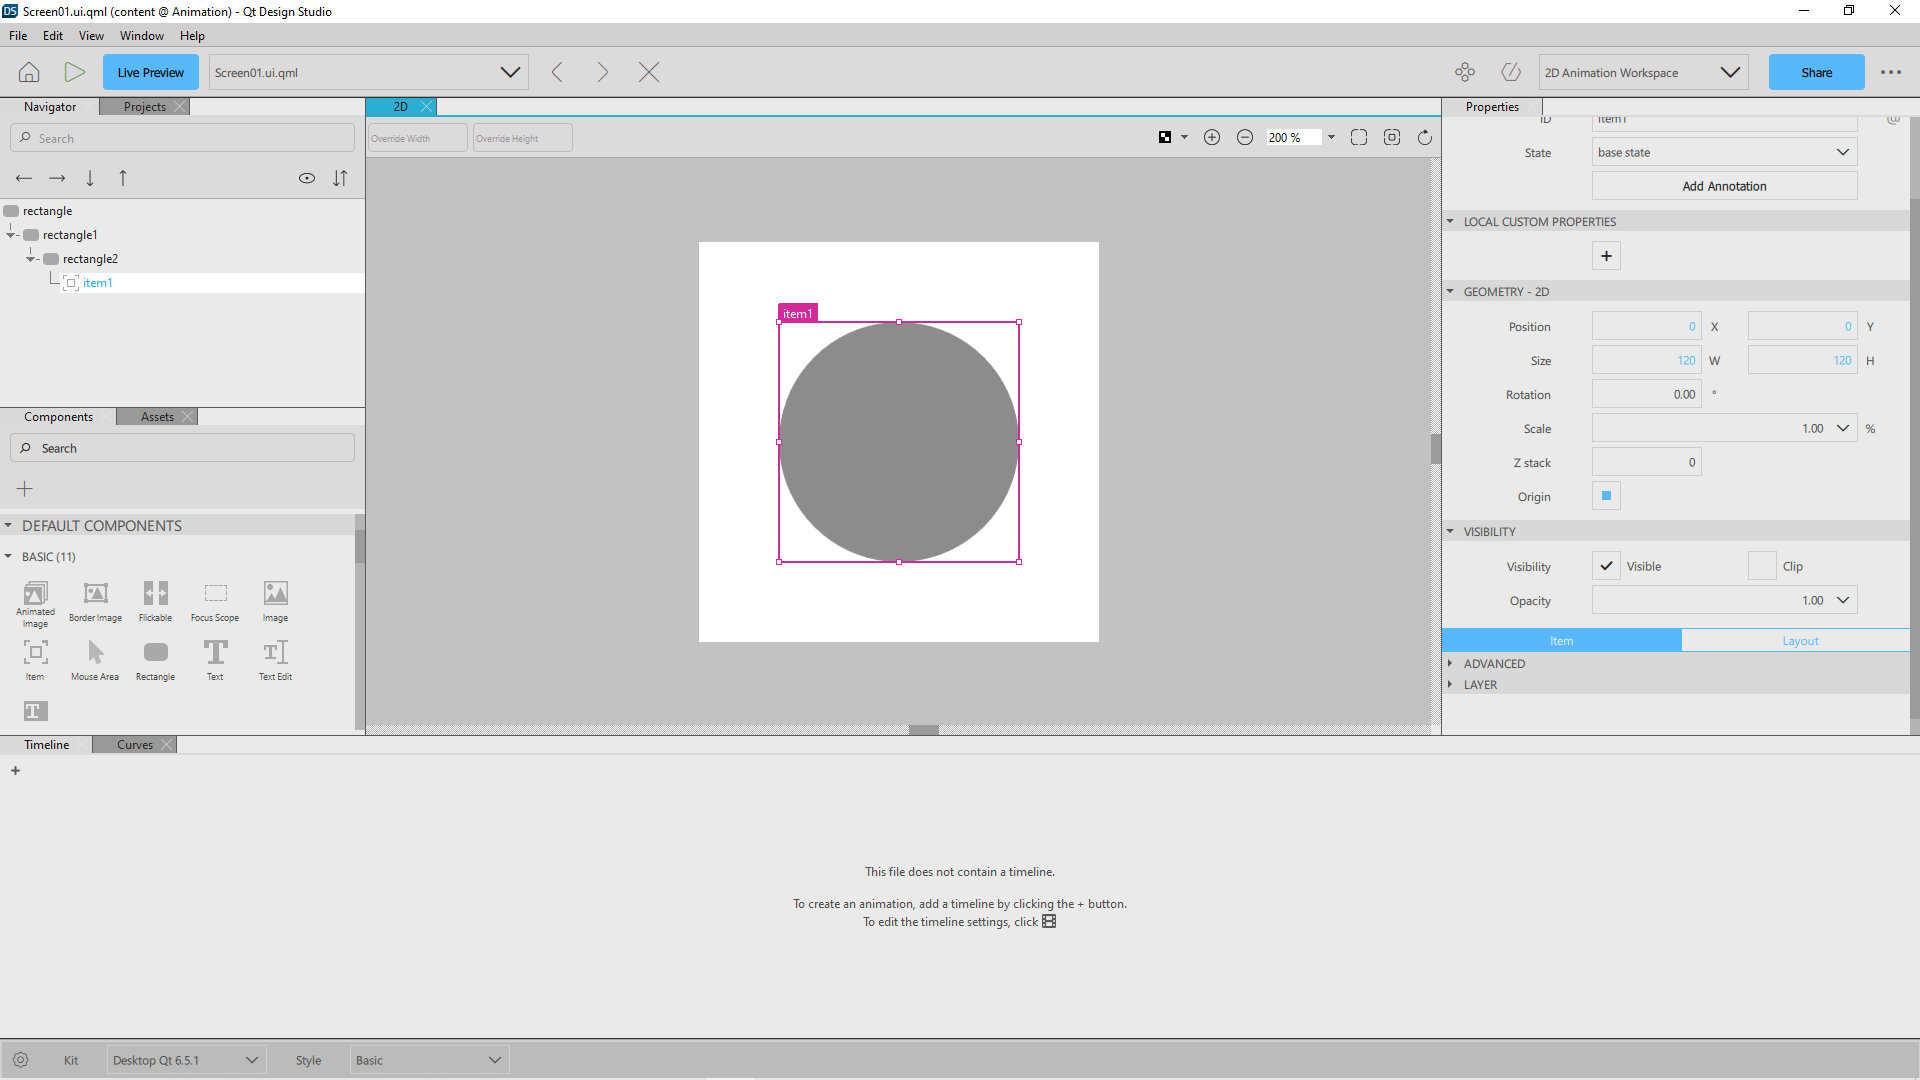 DS Screen01.ui.qml (content @ Animation) - Qt Design Studio
File Edit View Window Help
Live Preview
Screen01.ui.qml
2D Animation Workspace
Share
Navigator
Projects
2D
Properties
Search
Override Width
Override Height
200 %
ID
item1
@
State
base state
Add Annotation
rectangle
rectangle1
rectangle2
item1
item1
LOCAL CUSTOM PROPERTIES
GEOMETRY - 2D
Position 0 X 0 Y
Size 120 W 120 H
Rotation 0.00 °
Scale 1.00 %
Z stack 0
Origin
VISIBILITY
Visibility Visible Clip
Opacity 1.00
Item Layout
ADVANCED
LAYER
Components
Assets
Search
DEFAULT COMPONENTS
BASIC (11)
Animated
Image
Border Image
Flickable
Focus Scope
Image
Item
Mouse Area
Rectangle
Text
Text Edit
Timeline
Curves
This file does not contain a timeline.
To create an animation, add a timeline by clicking the + button.
To edit the timeline settings, click
Kit
Desktop Qt 6.5.1
Style
Basic